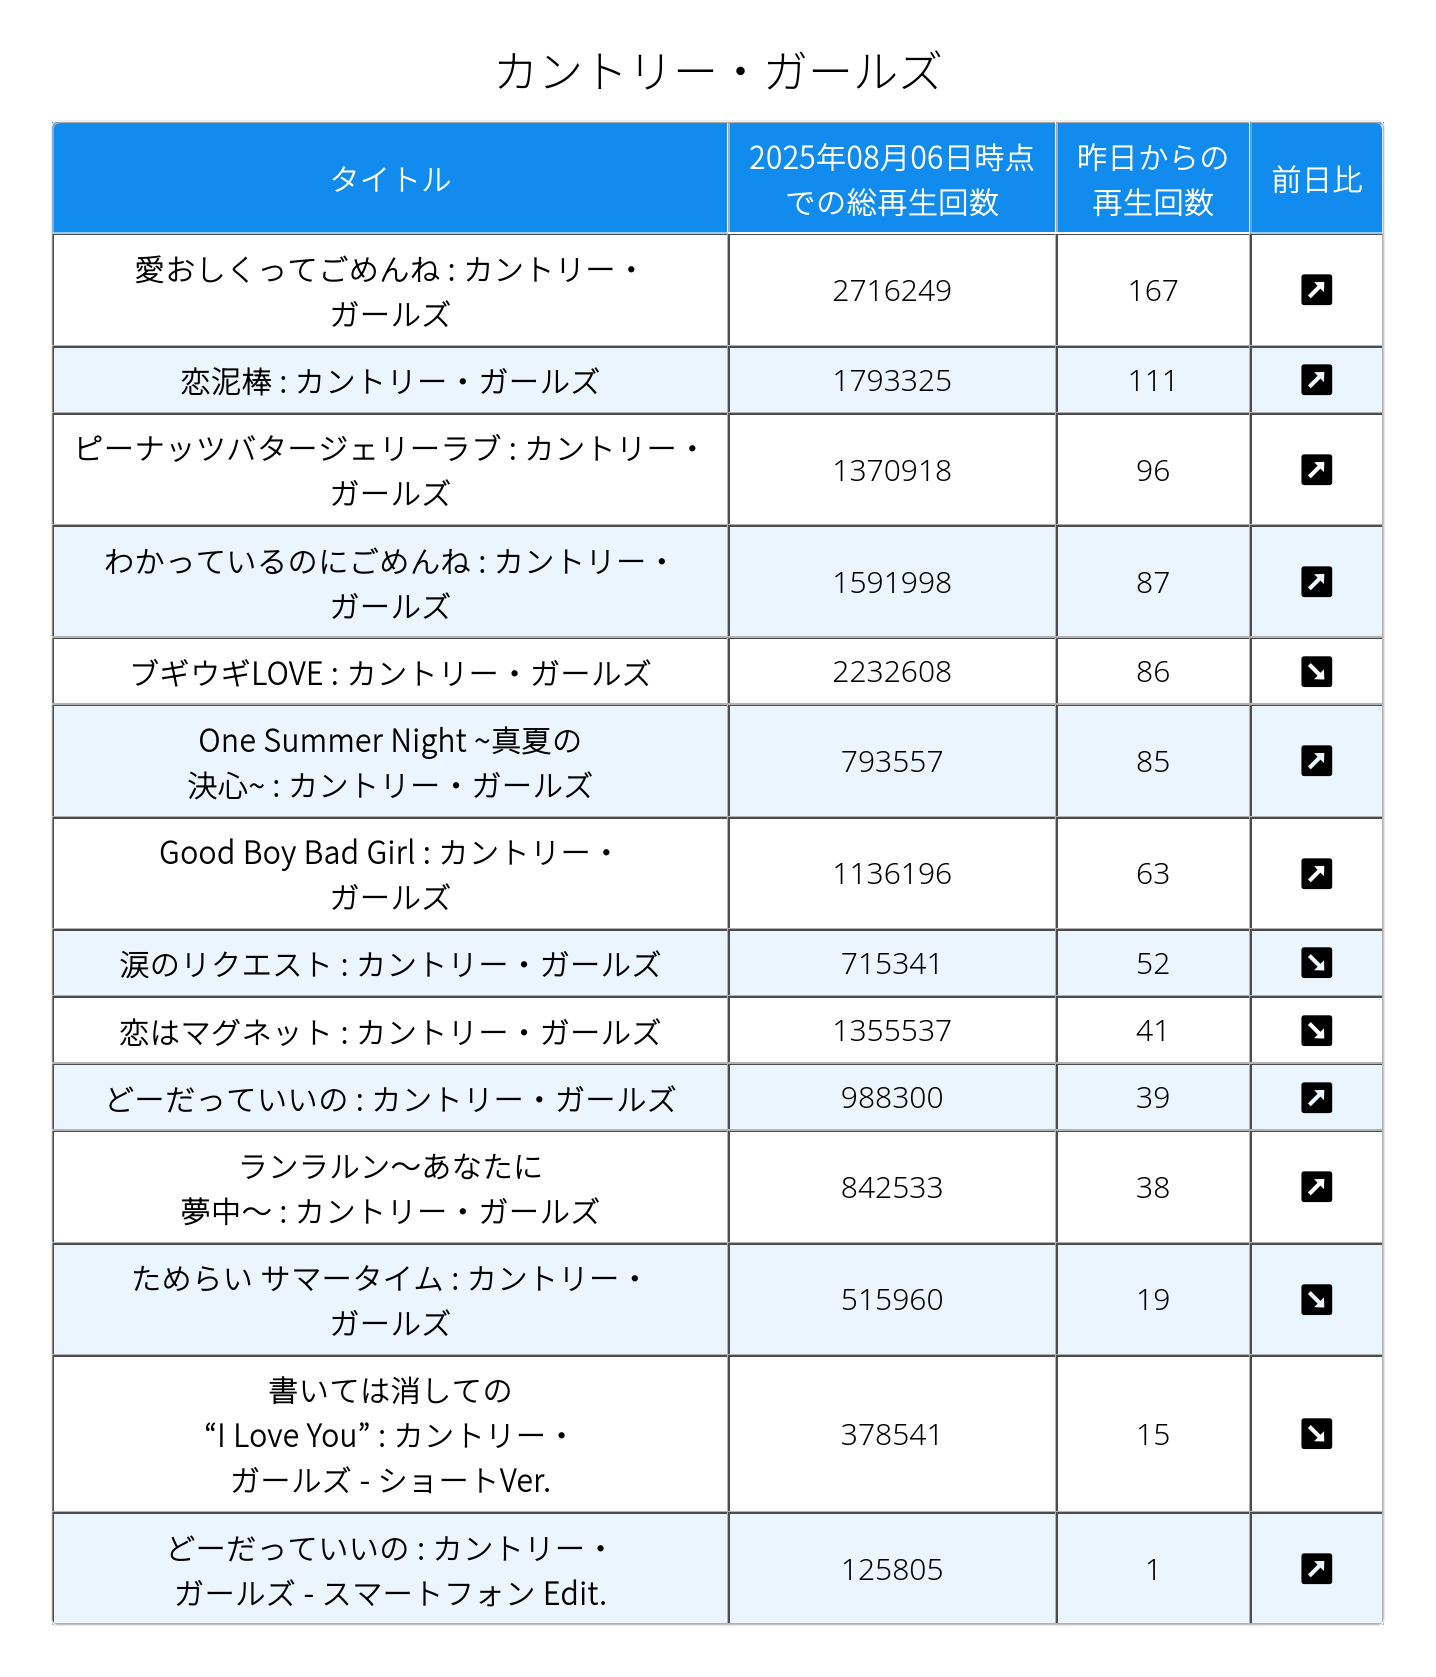 カントリー・ガールズ
タイトル
2025年08月06日時点
での総再生回数
昨日からの
再生回数
前日比
愛おしくってごめんね : カントリー・
ガールズ
2716249
167
恋泥棒 : カントリー・ガールズ
1793325
111
ピーナッツバタージェリーラブ : カントリー・
ガールズ
1370918
96
わかっているのにごめんね : カントリー・
ガールズ
1591998
87
ブギウギLOVE : カントリー・ガールズ
2232608
86
One Summer Night ~真夏の
決心~ : カントリー・ガールズ
793557
85
Good Boy Bad Girl : カントリー・
ガールズ
1136196
63
涙のリクエスト : カントリー・ガールズ
715341
52
恋はマグネット : カントリー・ガールズ
1355537
41
どーだっていいの : カントリー・ガールズ
988300
39
ランラルン～あなたに
夢中～ : カントリー・ガールズ
842533
38
ためらい サマータイム : カントリー・
ガールズ
515960
19
書いては消しての
“I Love You” : カントリー・
ガールズ - ショートVer.
378541
15
どーだっていいの : カントリー・
ガールズ - スマートフォン Edit.
125805
1